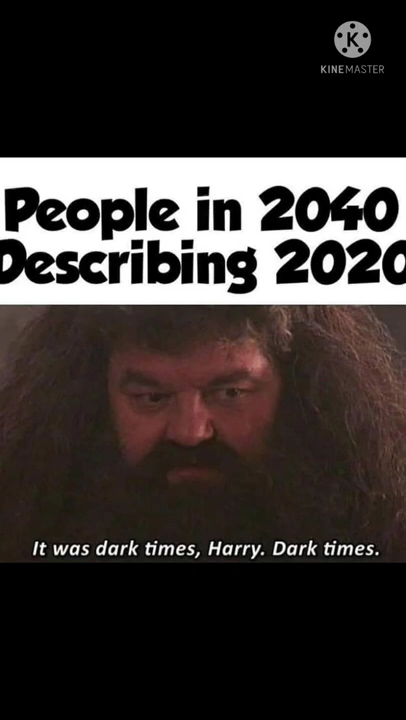 K
KINEMASTER
People in 2040
Describing 2020
It was dark times, Harry. Dark times.